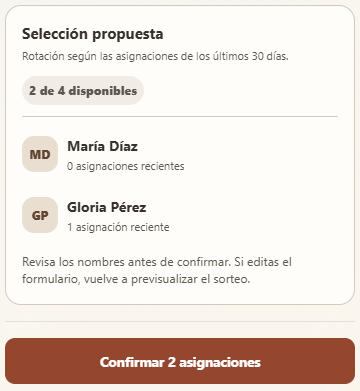 Selección propuesta
Rotación según las asignaciones de los últimos 30 días.
2 de 4 disponibles
MD
María Díaz
0 asignaciones recientes
GP
Gloria Pérez
1 asignación reciente
Revisa los nombres antes de confirmar. Si editas el
formulario, vuelve a previsualizar el sorteo.
Confirmar 2 asignaciones